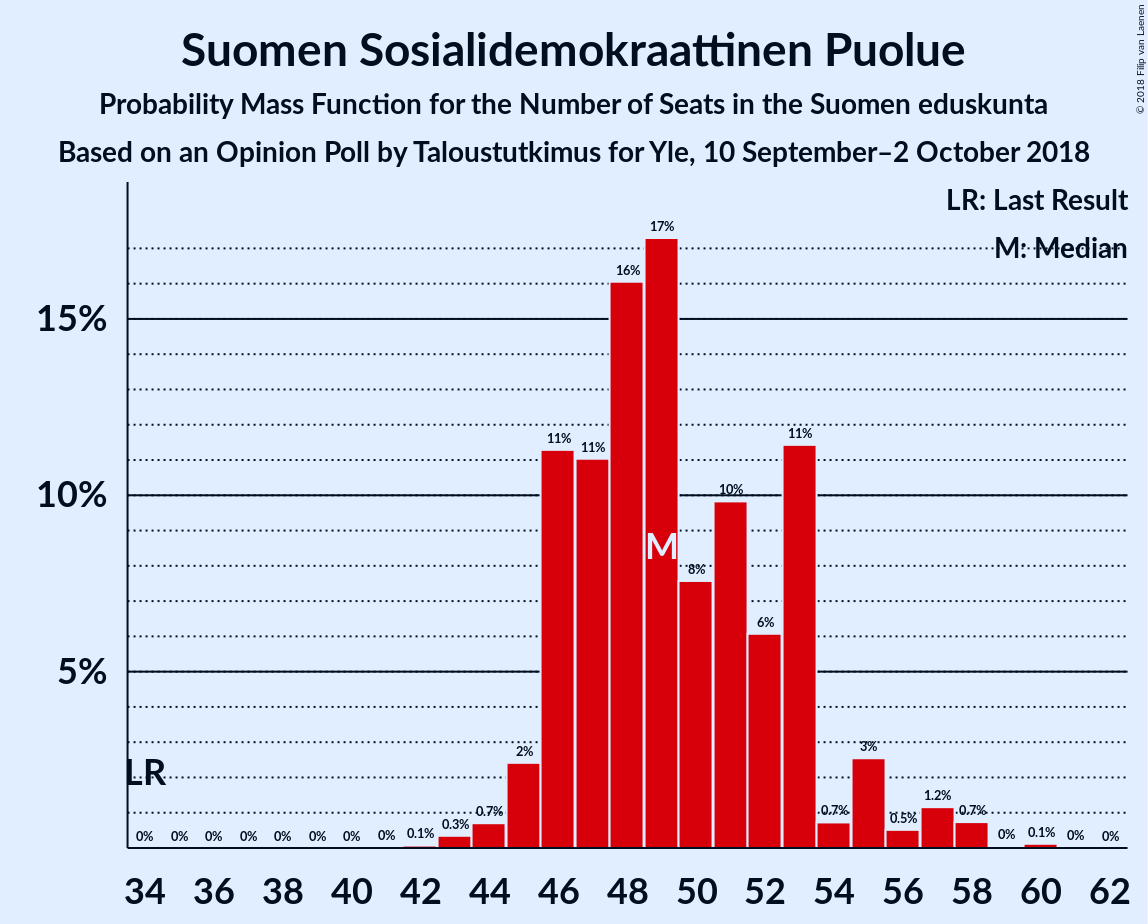 Suomen Sosialidemokraattinen Puolue
Probability Mass Function for the Number of Seats in the Suomen eduskunta
Based on an Opinion Poll by Taloustutkimus for Yle, 10 September–2 October 2018
© 2018 Filip van Laenen
LR: Last Result
M: Median
15%
10%
5%
LR
M
0% 0% 0% 0% 0% 0% 0% 0% 0.1% 0.3% 0.7% 2% 11% 11% 16% 17% 8% 10% 6% 11% 0.7% 3% 0.5% 1.2% 0.7% 0% 0.1% 0% 0%
34 36 38 40 42 44 46 48 50 52 54 56 58 60 62